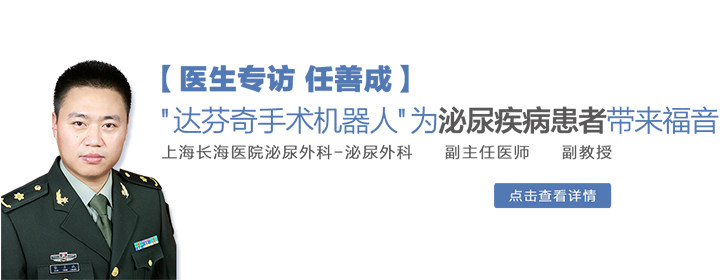 【医生专访 任善成】
"达芬奇手术机器人"为泌尿疾病患者带来福音
上海长海医院泌尿外科-泌尿外科 副主任医师 副教授
点击查看详情